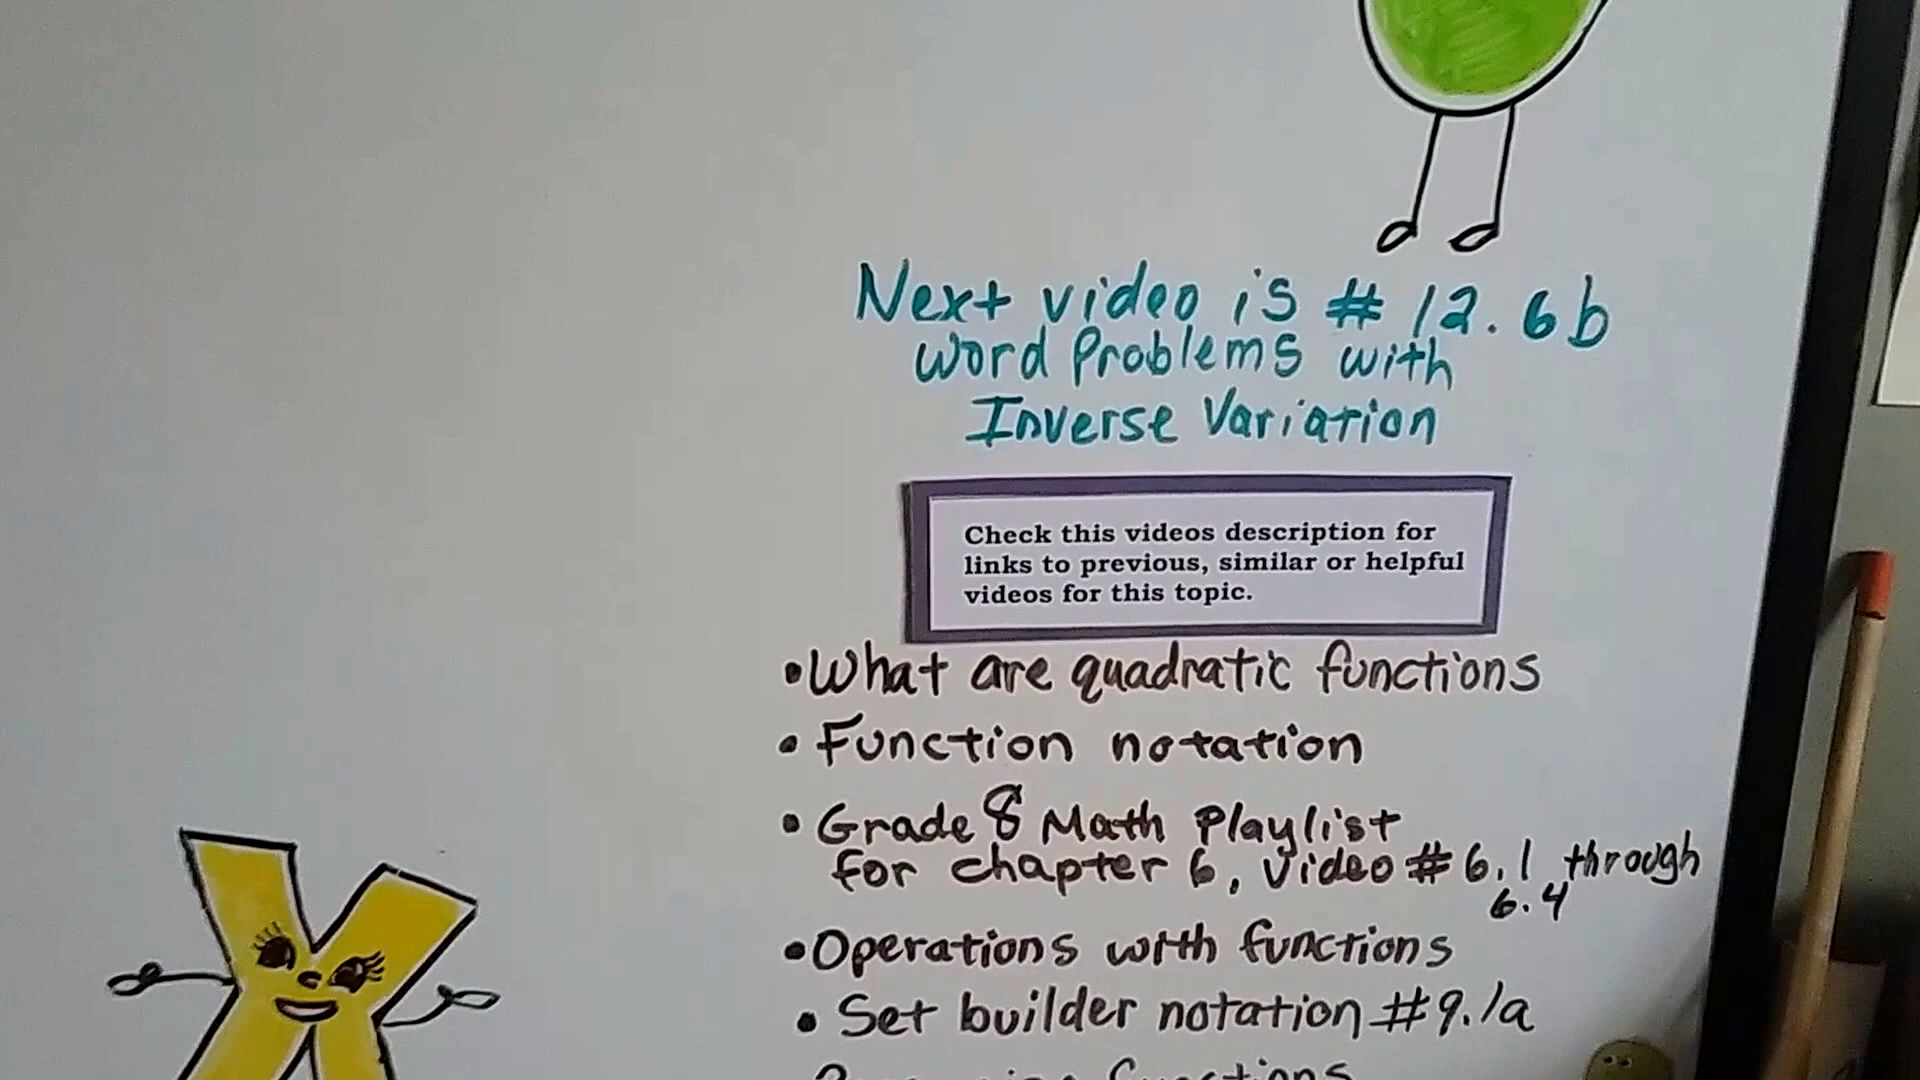 Next video is # 12.6b
Word Problems with
Inverse Variation
Check this videos description for
links to previous, similar or helpful
videos for this topic.
• What are quadratic functions
• Function notation
• Grade 8 Math Playlist
for chapter 6, Video # 6.1 through
6.4
• Operations with functions
• Set builder notation #9.1a
functions